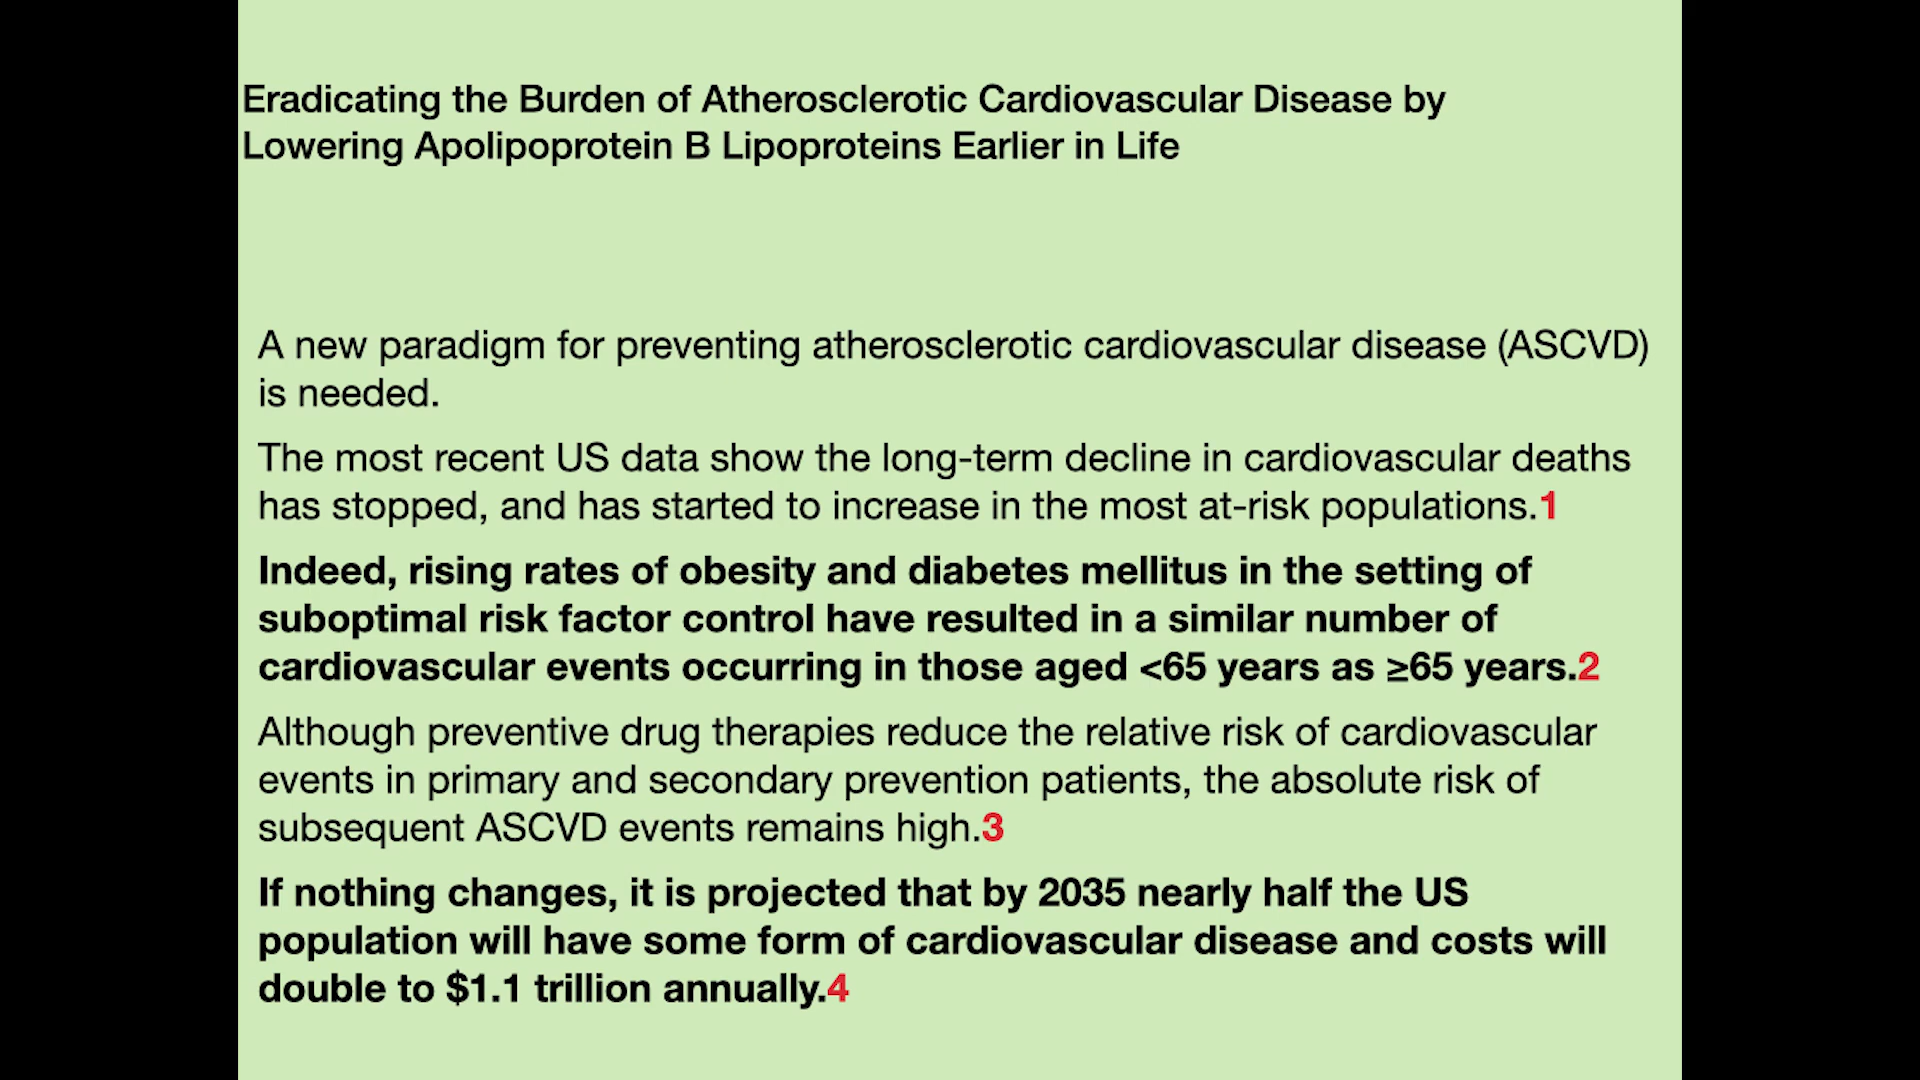 Eradicating the Burden of Atherosclerotic Cardiovascular Disease by
Lowering Apolipoprotein B Lipoproteins Earlier in Life
A new paradigm for preventing atherosclerotic cardiovascular disease (ASCVD)
is needed.
The most recent US data show the long-term decline in cardiovascular deaths
has stopped, and has started to increase in the most at-risk populations.1
Indeed, rising rates of obesity and diabetes mellitus in the setting of
suboptimal risk factor control have resulted in a similar number of
cardiovascular events occurring in those aged <65 years as ≥65 years.2
Although preventive drug therapies reduce the relative risk of cardiovascular
events in primary and secondary prevention patients, the absolute risk of
subsequent ASCVD events remains high.3
If nothing changes, it is projected that by 2035 nearly half the US
population will have some form of cardiovascular disease and costs will
double to $1.1 trillion annually.4